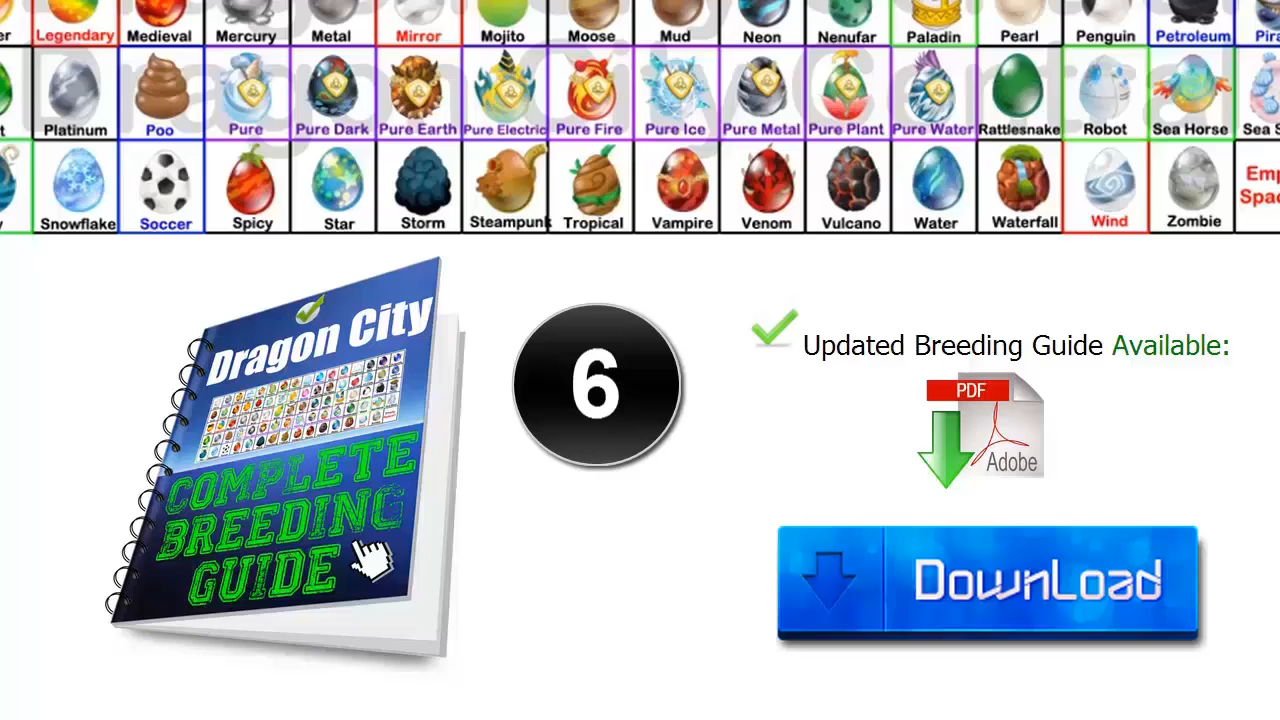 Legendary Medieval Mercury Metal Mirror Mojito Moose Mud Neon Nenufar Paladin Pearl Penguin Petroleum
Platinum Poo Pure Pure Dark Pure Earth Pure Electric Pure Fire Pure Ice Pure Metal Pure Plant Pure Water Rattlesnake Robot Sea Horse
Snowflake Soccer Spicy Star Storm Steampunk Tropical Vampire Venom Vulcano Water Waterfall Wind Zombie
Dragon City
COMPLETE
BREEDING
GUIDE
6
Updated Breeding Guide Available:
PDF
Adobe
DownLoad